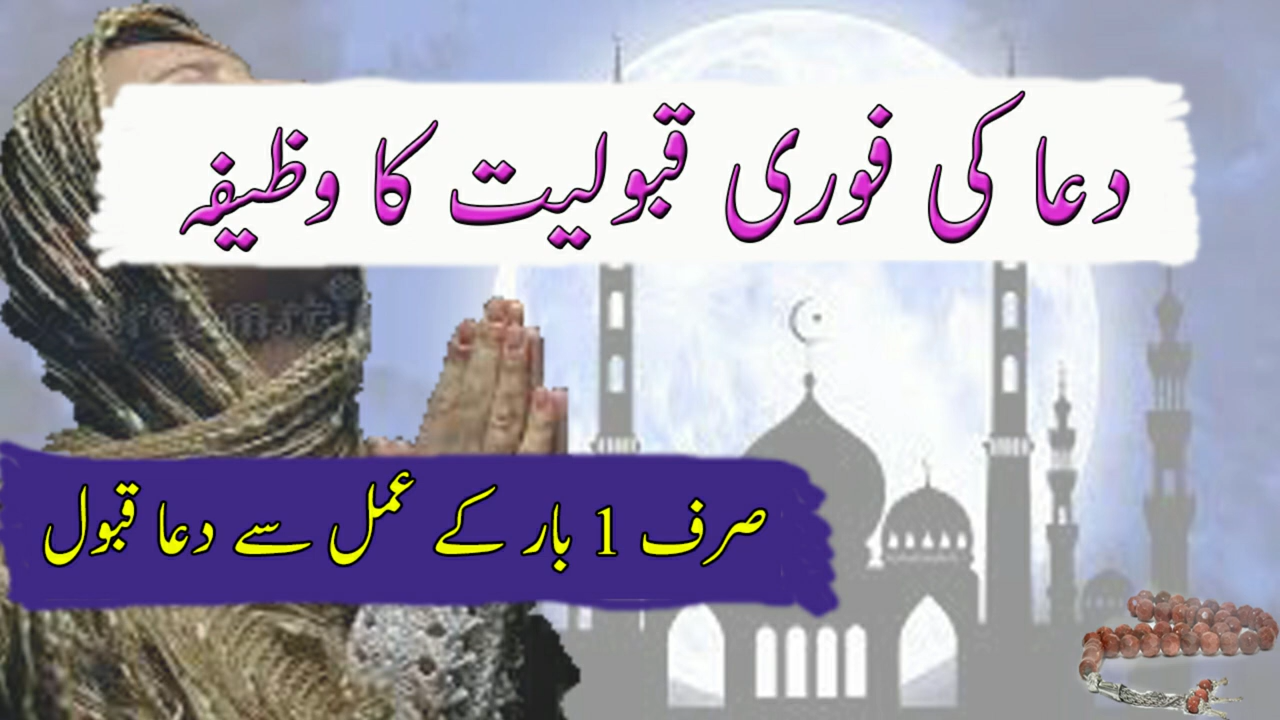 دعا کی فوری قبولیت کا وظیفہ
صرف 1 بار کے عمل سے دعا قبول